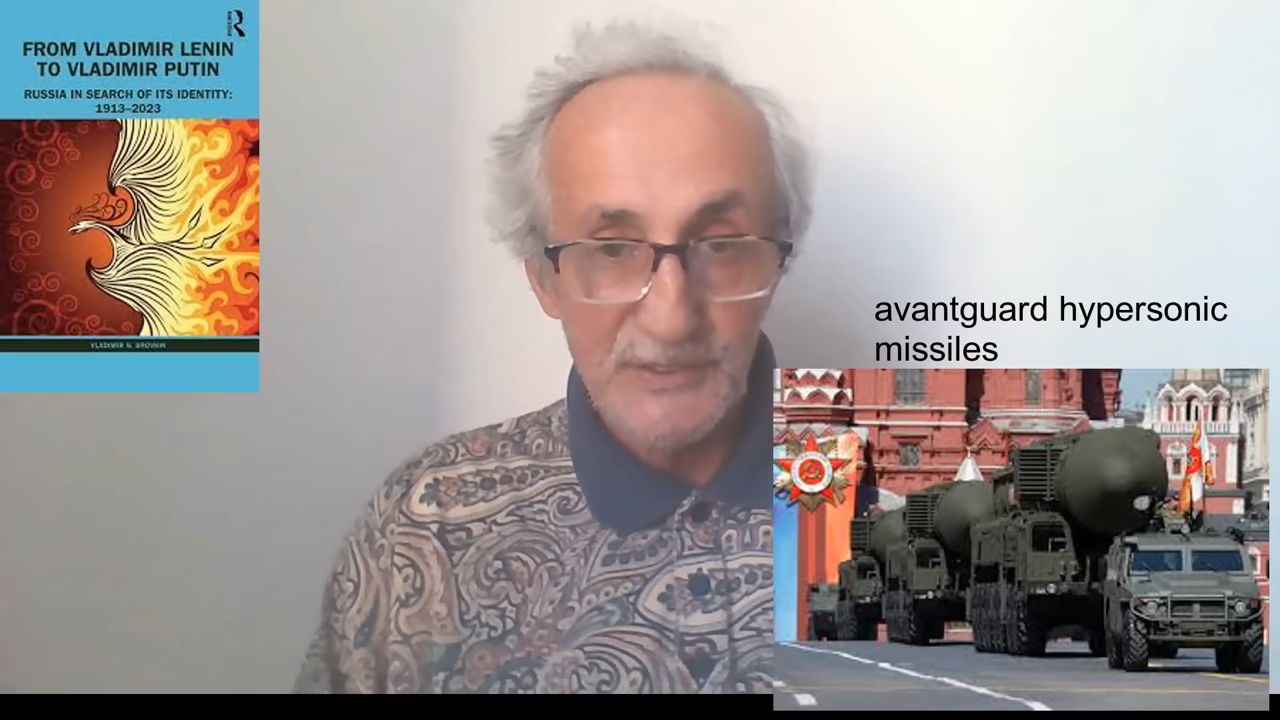 FROM VLADIMIR LENIN
TO VLADIMIR PUTIN
RUSSIA IN SEARCH OF ITS IDENTITY:
1913–2023
VLADIMIR N. BROVKIN
avantguard hypersonic
missiles